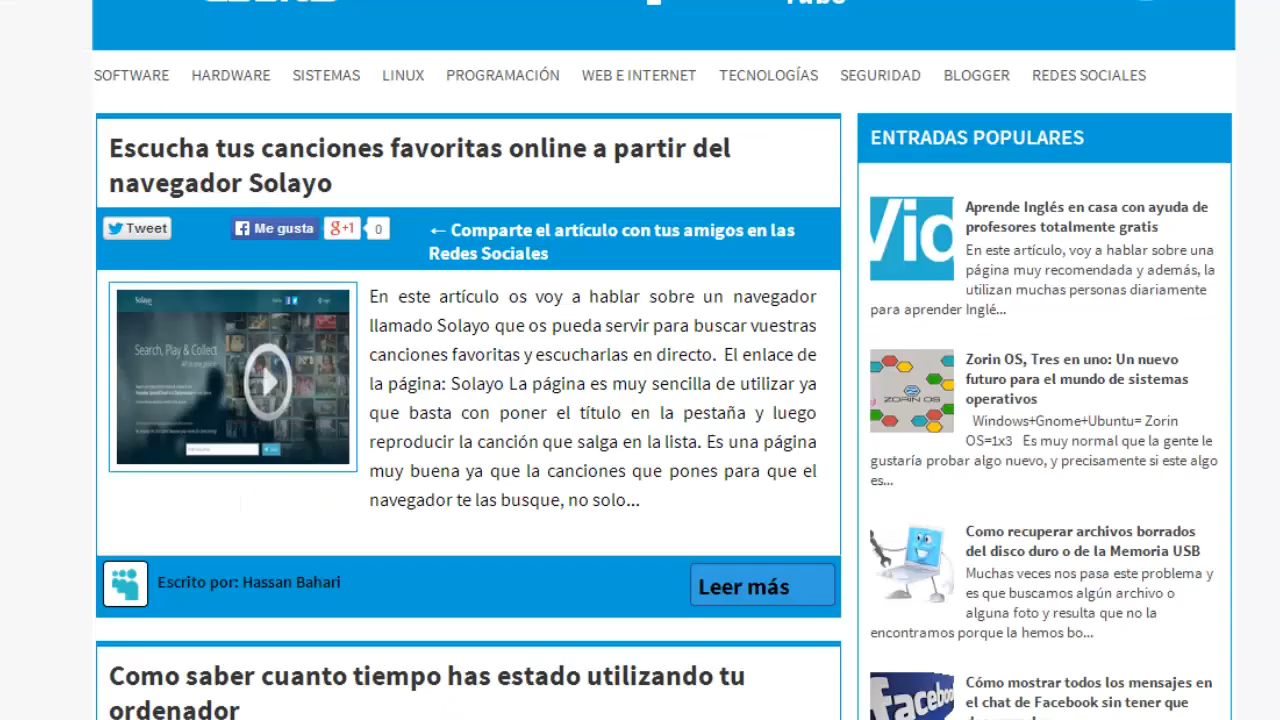 SOFTWARE HARDWARE SISTEMAS LINUX PROGRAMACIÓN WEB E INTERNET TECNOLOGÍAS SEGURIDAD BLOGGER REDES SOCIALES
Escucha tus canciones favoritas online a partir del
navegador Solayo
Tweet
Me gusta
g+1
0
← Comparte el artículo con tus amigos en las
Redes Sociales
Solayo
Search, Play & Collect
En este artículo os voy a hablar sobre un navegador
llamado Solayo que os pueda servir para buscar vuestras
canciones favoritas y escucharlas en directo. El enlace de
la página: Solayo La página es muy sencilla de utilizar ya
que basta con poner el título en la pestaña y luego
reproducir la canción que salga en la lista. Es una página
muy buena ya que la canciones que pones para que el
navegador te las busque, no solo...
Escrito por: Hassan Bahari
Leer más
Como saber cuanto tiempo has estado utilizando tu
ordenador
ENTRADAS POPULARES
Vid
Aprende Inglés en casa con ayuda de
profesores totalmente gratis
En este artículo, voy a hablar sobre una
página muy recomendada y además, la
utilizan muchas personas diariamente
para aprender Inglé...
ZORIN OS
Zorin OS, Tres en uno: Un nuevo
futuro para el mundo de sistemas
operativos
Windows+Gnome+Ubuntu= Zorin
OS=1x3 Es muy normal que la gente le
gustaría probar algo nuevo, y precisamente si este algo
es...
Como recuperar archivos borrados
del disco duro o de la Memoria USB
Muchas veces nos pasa este problema y
es que buscamos algún archivo o
alguna foto y resulta que no la
encontramos porque la hemos bo...
facebo
Cómo mostrar todos los mensajes en
el chat de Facebook sin tener que